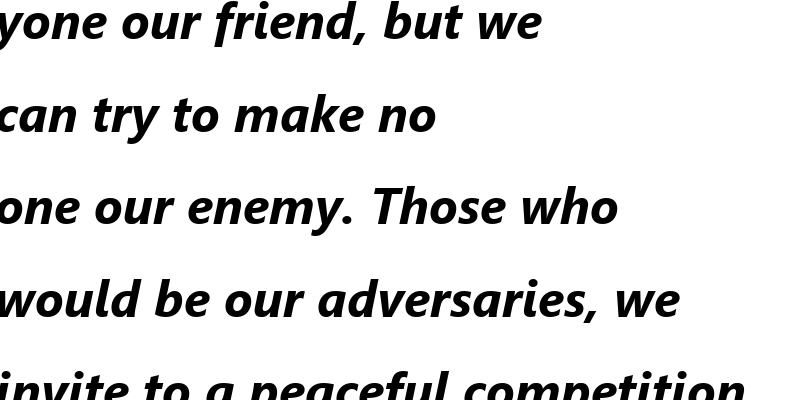 yone our friend, but we
can try to make no
one our enemy. Those who
would be our adversaries, we
invite to a peaceful competition